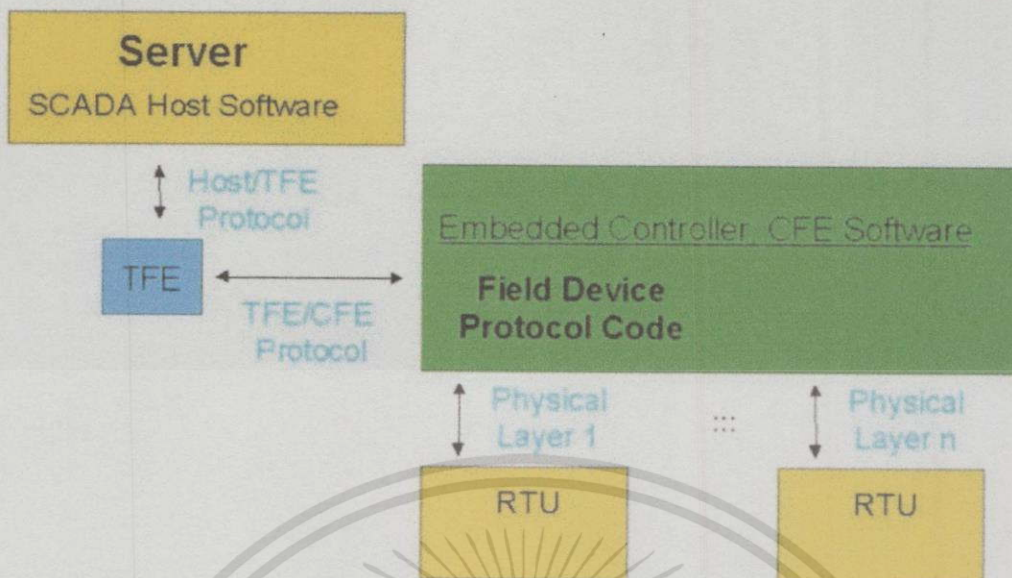 Server
SCADA Host Software
Host/TFE
Protocol
TFE
TFE/CFE
Protocol
Embedded Controller, CFE Software
Field Device
Protocol Code
Physical
Layer 1
...
Physical
Layer n
RTU
RTU